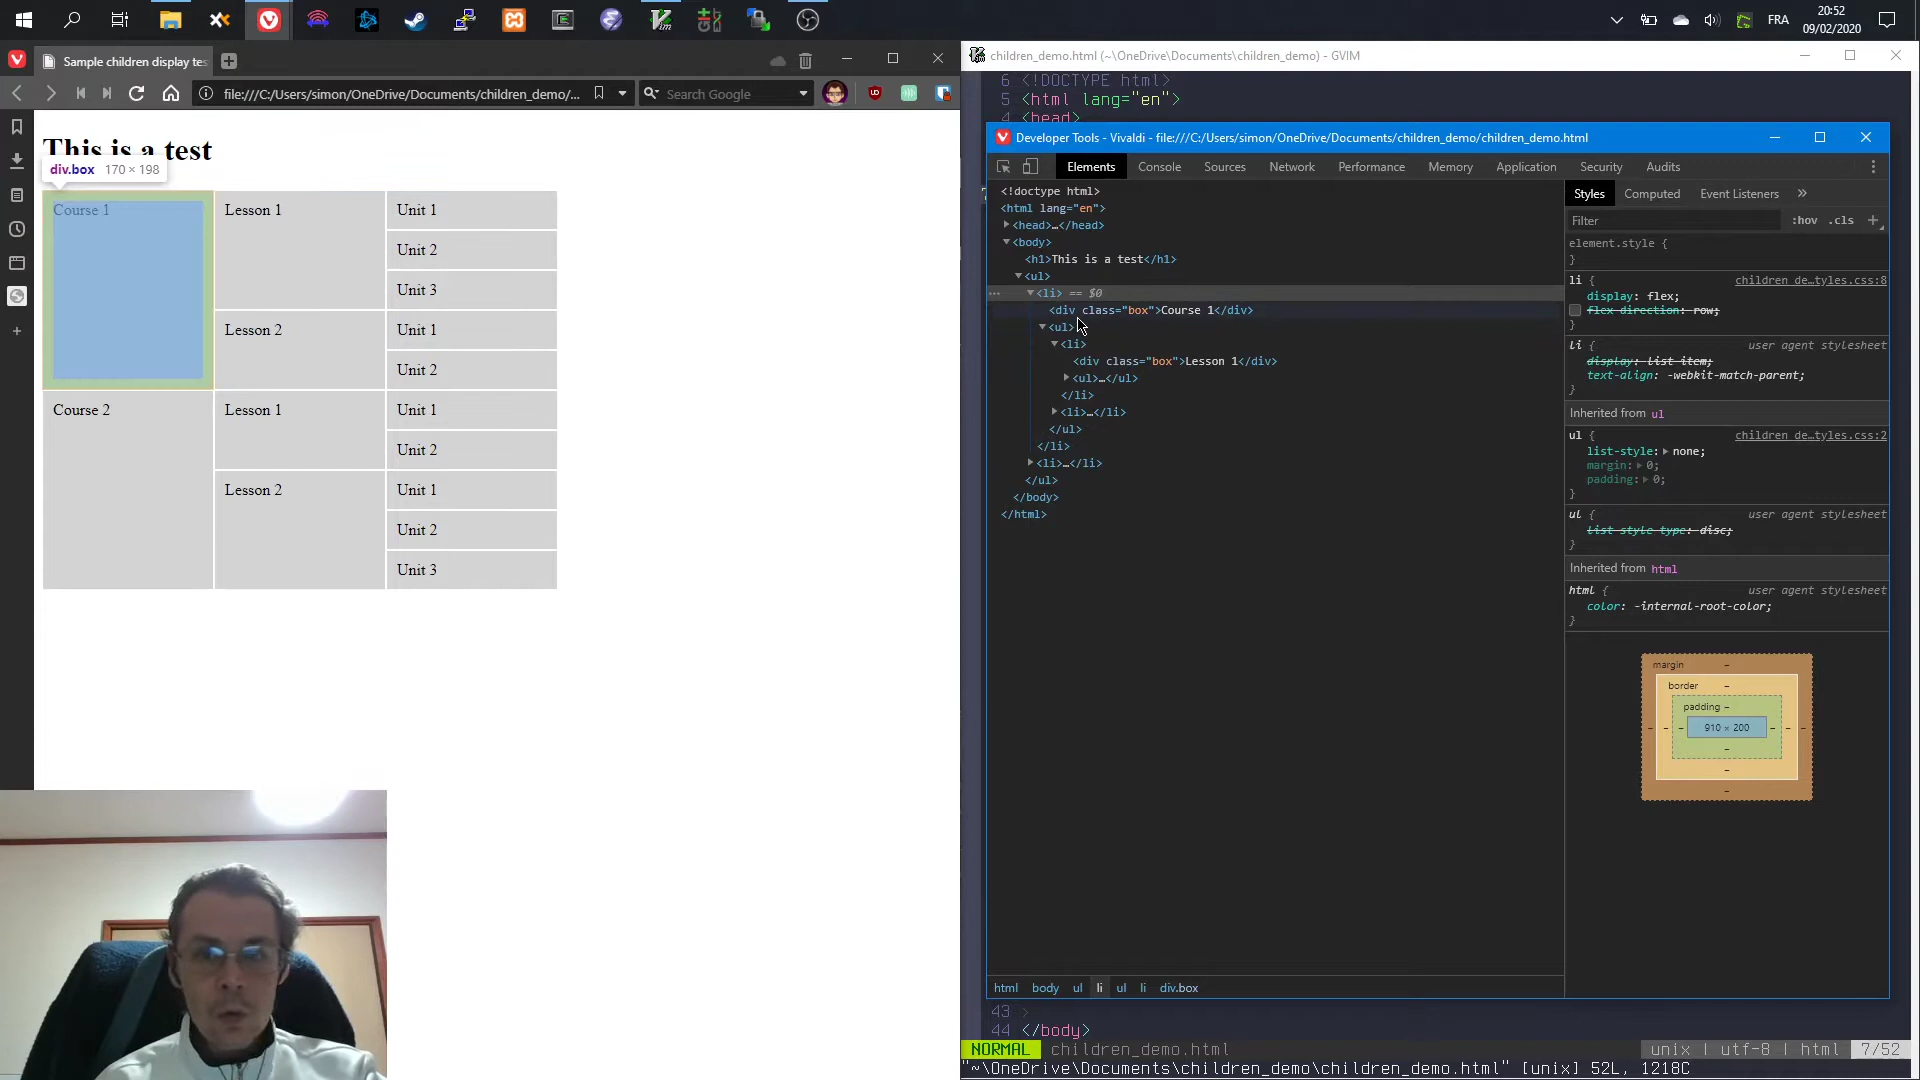 FRA
20:52
09/02/2020
Sample children display tes
file:///C:/Users/simon/OneDrive/Documents/children_demo/...
Search Google
This is a test
div.box 170 × 198
Course 1
Lesson 1
Unit 1
Unit 2
Unit 3
Lesson 2
Unit 1
Unit 2
Course 2
Lesson 1
Unit 1
Unit 2
Lesson 2
Unit 1
Unit 2
Unit 3
children_demo.html (~\OneDrive\Documents\children_demo) - GVIM
6 <!DOCTYPE html>
5 <html lang="en">
4 <head>
Developer Tools - Vivaldi - file:///C:/Users/simon/OneDrive/Documents/children_demo/children_demo.html
Elements Console Sources Network Performance Memory Application Security Audits
<!doctype html>
<html lang="en">
<head>…</head>
<body>
<h1>This is a test</h1>
<ul>
<li> == $0
<div class="box">Course 1</div>
<ul>
<li>
<div class="box">Lesson 1</div>
<ul>…</ul>
</li>
<li>…</li>
</ul>
</li>
<li>…</li>
</ul>
</body>
</html>
html body ul li ul li div.box
Styles Computed Event Listeners »
Filter :hov .cls +
element.style {
}
li { children_de…tyles.css:8
display: flex;
flex-direction: row;
}
li { user agent stylesheet
display: list-item;
text-align: -webkit-match-parent;
}
Inherited from ul
ul { children_de…tyles.css:2
list-style: none;
margin: 0;
padding: 0;
}
ul { user agent stylesheet
list-style-type: disc;
}
Inherited from html
html { user agent stylesheet
color: -internal-root-color;
}
margin –
border –
padding –
910 × 200
43
44 </body>
NORMAL children_demo.html unix | utf-8 | html 7/52
"~\OneDrive\Documents\children_demo\children_demo.html" [unix] 52L, 1218C